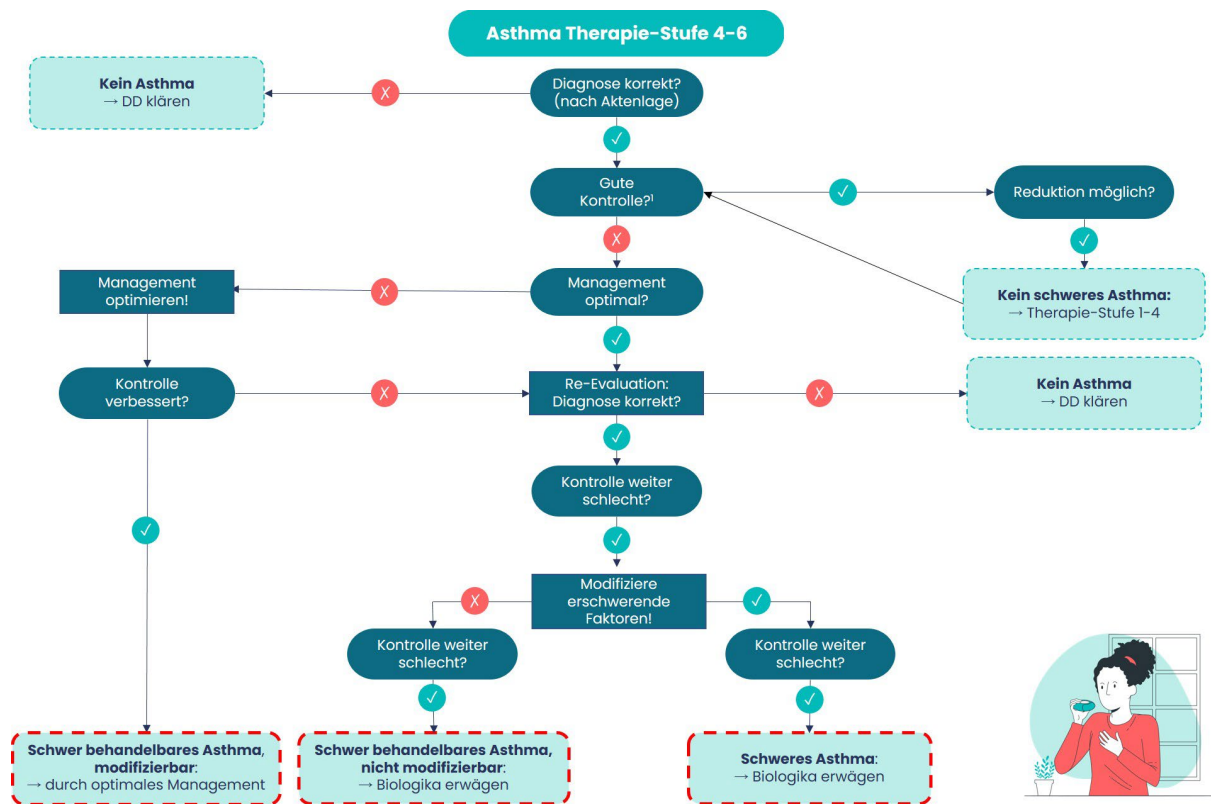 Asthma Therapie-Stufe 4-6
Kein Asthma
→ DD klären
Diagnose korrekt?
(nach Aktenlage)
Gute
Kontrolle?¹
Reduktion möglich?
Management
optimieren!
Management
optimal?
Kein schweres Asthma:
→ Therapie-Stufe 1-4
Kontrolle
verbessert?
Re-Evaluation:
Diagnose korrekt?
Kein Asthma
→ DD klären
Kontrolle weiter
schlecht?
Modifiziere
erschwerende
Faktoren!
Kontrolle weiter
schlecht?
Kontrolle weiter
schlecht?
Schwer behandelbares Asthma,
modifizierbar:
→ durch optimales Management
Schwer behandelbares Asthma,
nicht modifizierbar:
→ Biologika erwägen
Schweres Asthma:
→ Biologika erwägen